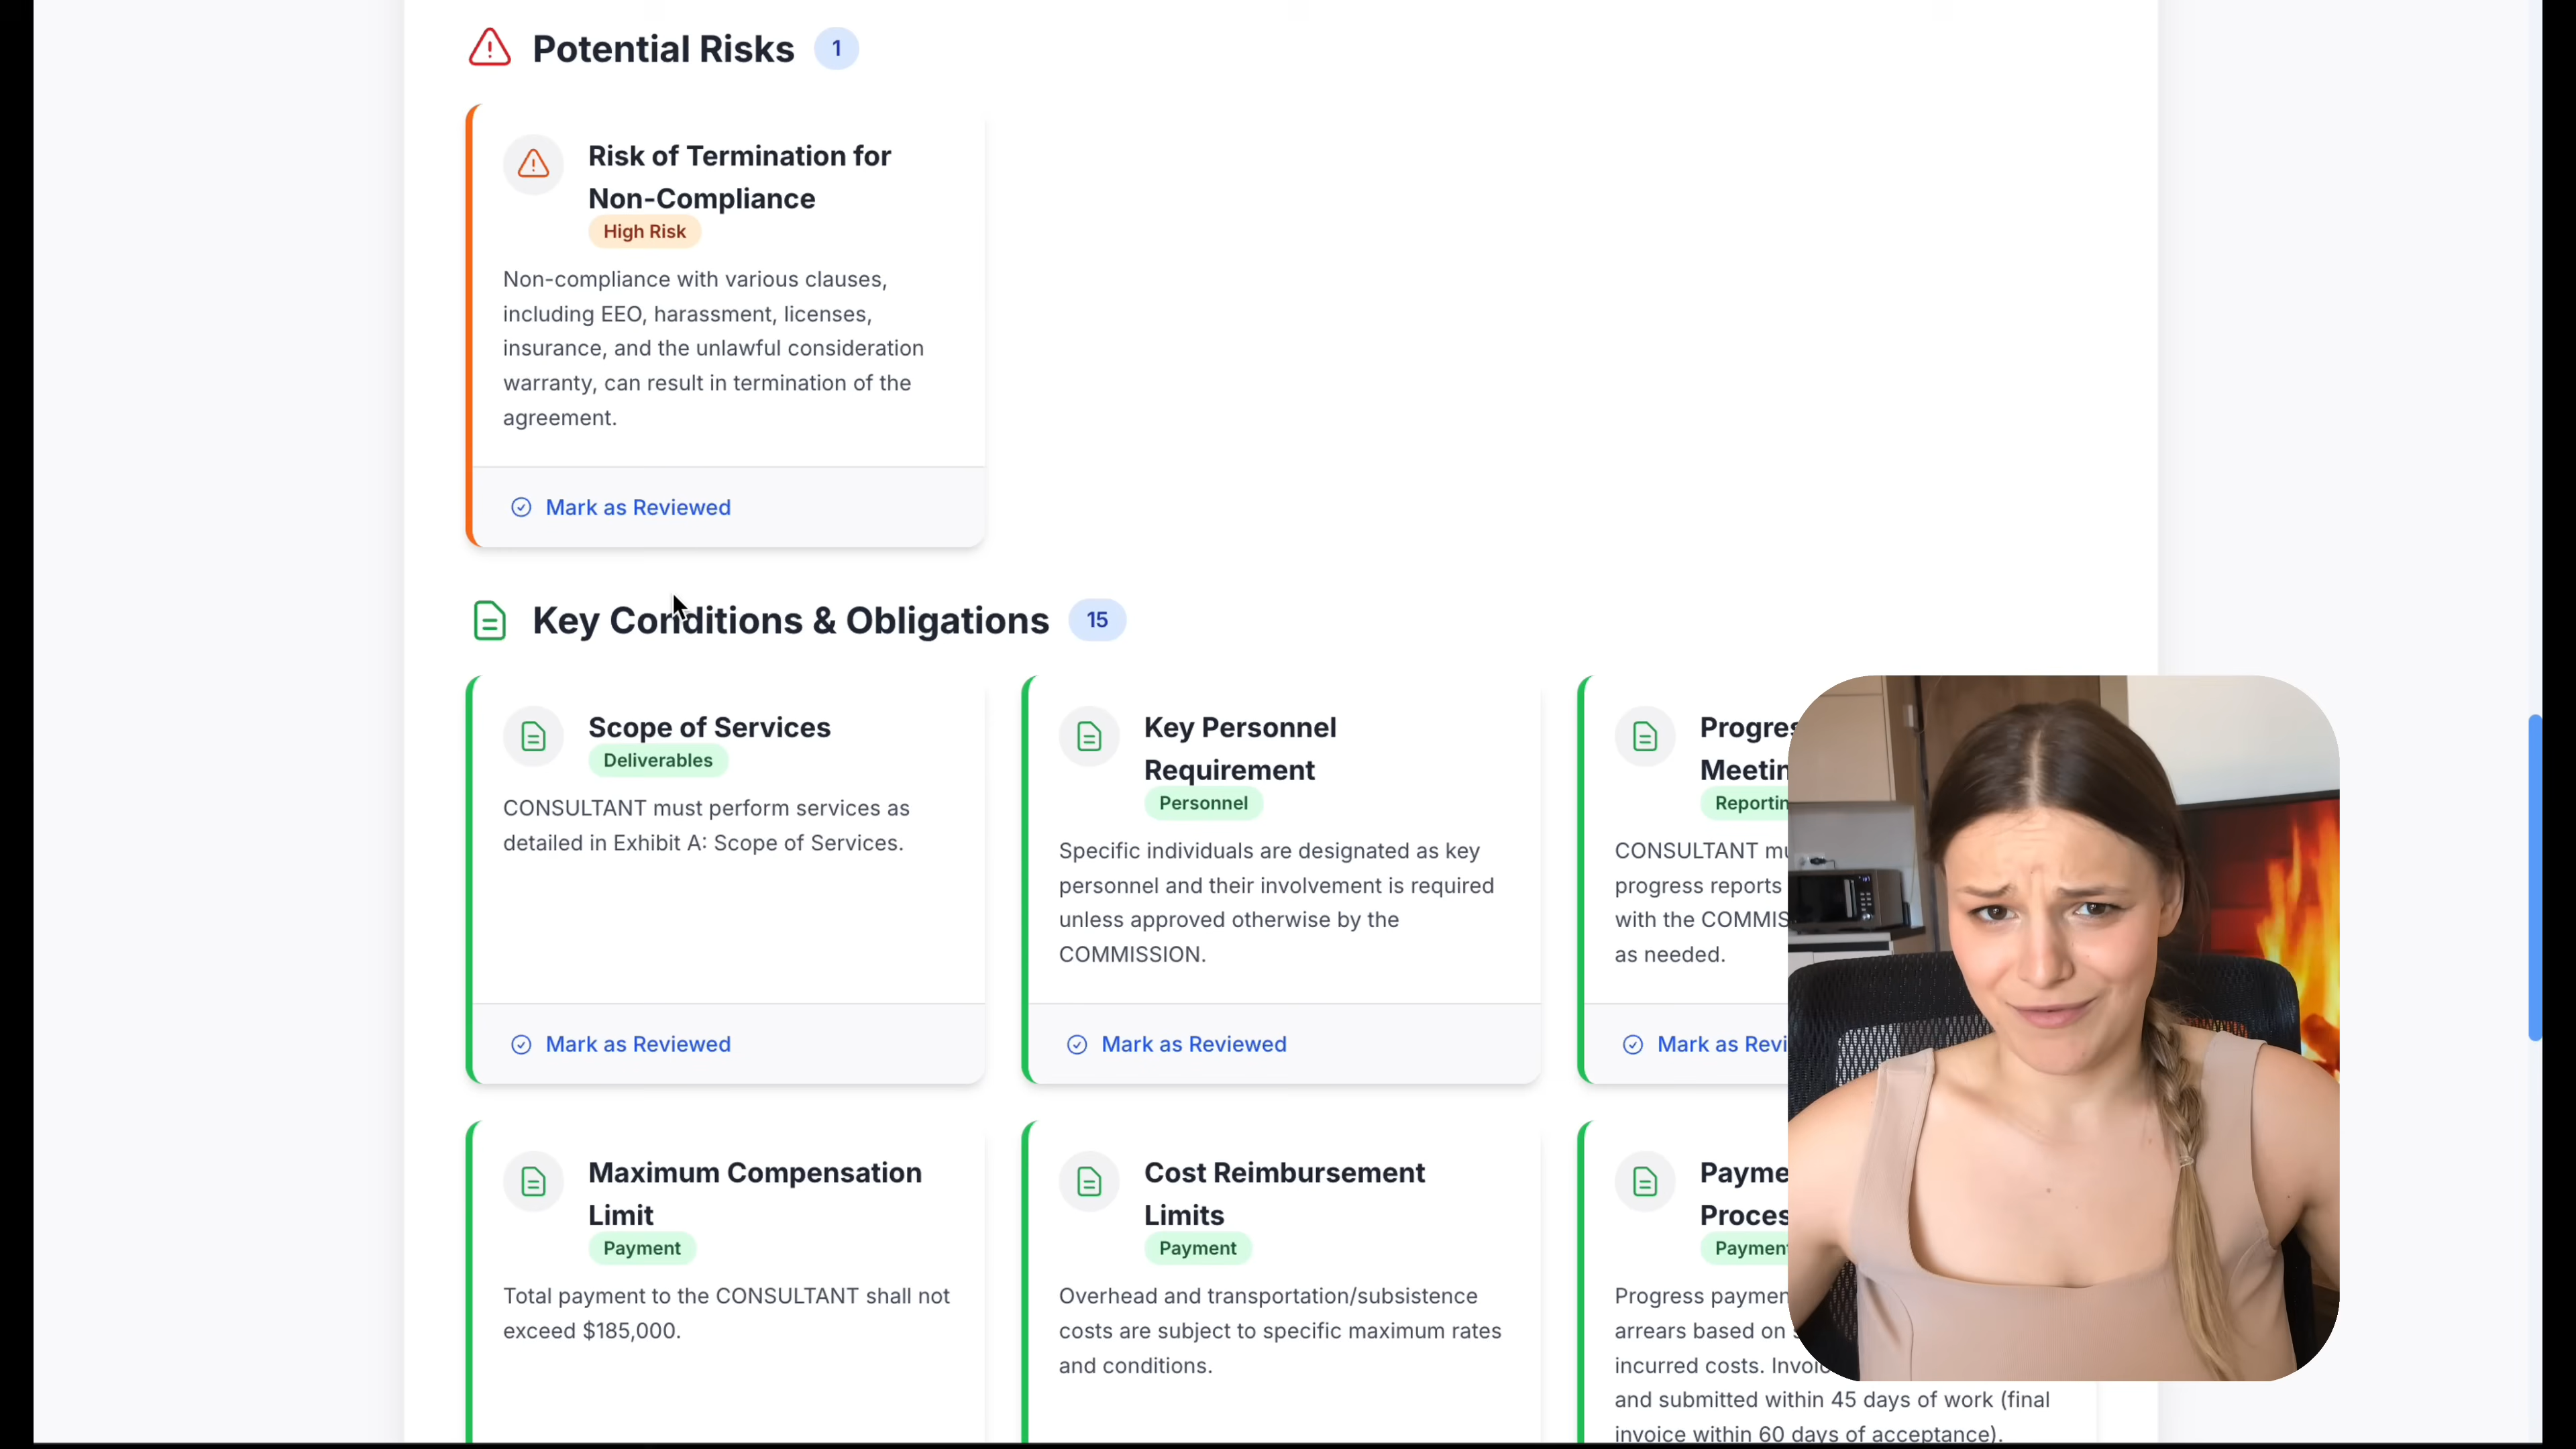 Potential Risks 1
Risk of Termination for
Non-Compliance
High Risk
Non-compliance with various clauses,
including EEO, harassment, licenses,
insurance, and the unlawful consideration
warranty, can result in termination of the
agreement.
Mark as Reviewed
Key Conditions & Obligations 15
Scope of Services
Deliverables
CONSULTANT must perform services as
detailed in Exhibit A: Scope of Services.
Mark as Reviewed
Key Personnel
Requirement
Personnel
Specific individuals are designated as key
personnel and their involvement is required
unless approved otherwise by the
COMMISSION.
Mark as Reviewed
CONSULTANT
progress reports
with the
as needed.
Mark as
Maximum Compensation
Limit
Payment
Total payment to the CONSULTANT shall not
exceed $185,000.
Cost Reimbursement
Limits
Payment
Overhead and transportation/subsistence
costs are subject to specific maximum rates
and conditions.
Payment
Progress
arrears based on
incurred costs.
and submitted within 45 days of work (final
invoice within 60 days of acceptance).